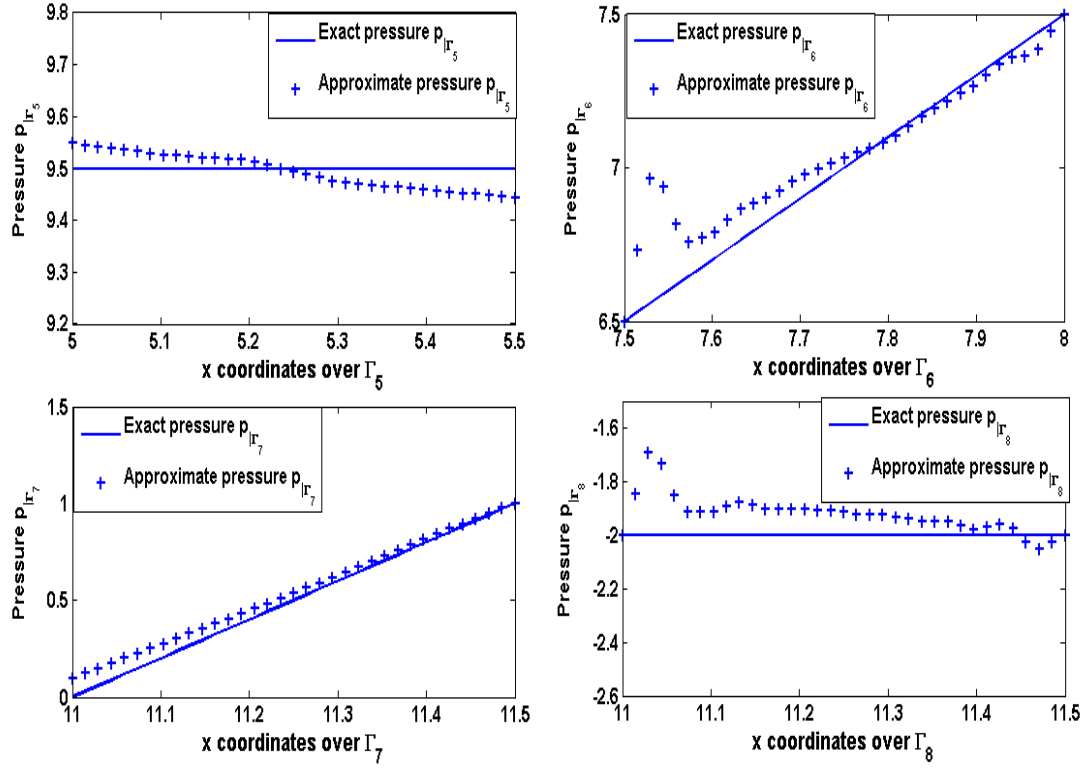 9.8
9.7
9.6
9.5
9.4
9.3
9.2
Pressure p|Γ5
Exact pressure p|Γ5
Approximate pressure p|Γ5
5 5.1 5.2 5.3 5.4 5.5
x coordinates over Γ5
7.5
7
6.5
Pressure p|Γ6
Exact pressure p|Γ6
Approximate pressure p|Γ6
7.5 7.6 7.7 7.8 7.9 8
x coordinates over Γ6
1.5
1
0.5
0
Pressure p|Γ7
Exact pressure p|Γ7
Approximate pressure p|Γ7
11 11.1 11.2 11.3 11.4 11.5
x coordinates over Γ7
-1.6
-1.8
-2
-2.2
-2.4
-2.6
Pressure p|Γ8
Exact pressure p|Γ8
Approximate pressure p|Γ8
11 11.1 11.2 11.3 11.4 11.5
x coordinates over Γ8